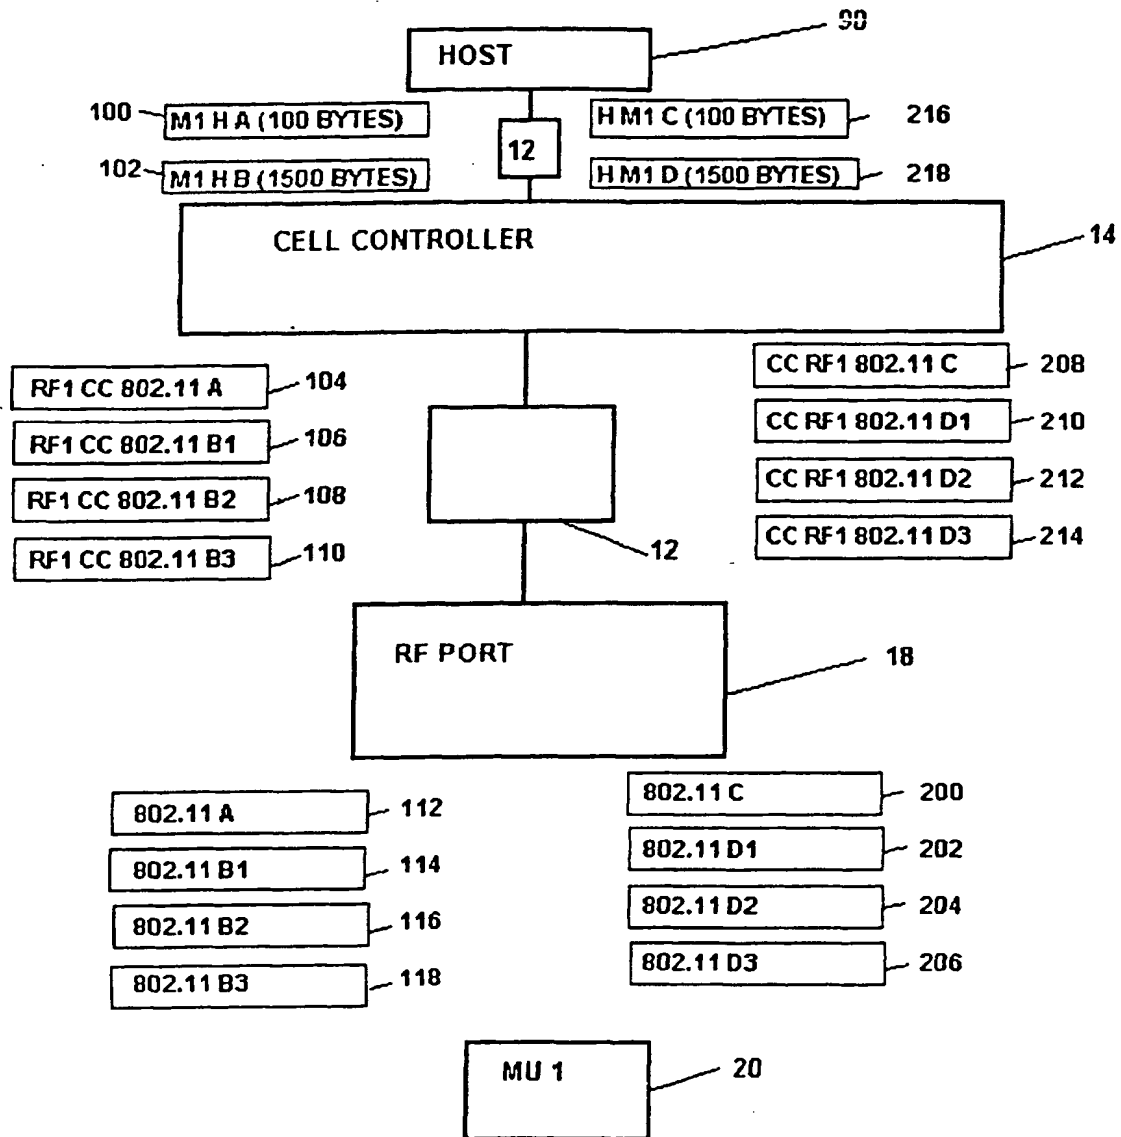 HOST
90
100
M1 H A (100 BYTES)
12
H M1 C (100 BYTES)
216
102
M1 H B (1500 BYTES)
H M1 D (1500 BYTES)
218
CELL CONTROLLER
14
RF1 CC 802.11 A
104
CC RF1 802.11 C
208
RF1 CC 802.11 B1
106
CC RF1 802.11 D1
210
RF1 CC 802.11 B2
108
CC RF1 802.11 D2
212
RF1 CC 802.11 B3
110
12
CC RF1 802.11 D3
214
RF PORT
18
802.11 A
112
802.11 C
200
802.11 B1
114
802.11 D1
202
802.11 B2
116
802.11 D2
204
802.11 B3
118
802.11 D3
206
MU 1
20